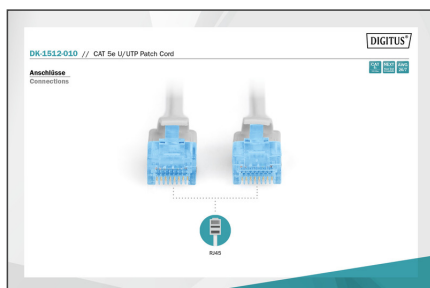 DIGITUS®
DK-1512-010 // CAT 5e U/UTP Patch Cord
Anschlüsse
Connections
RJ45